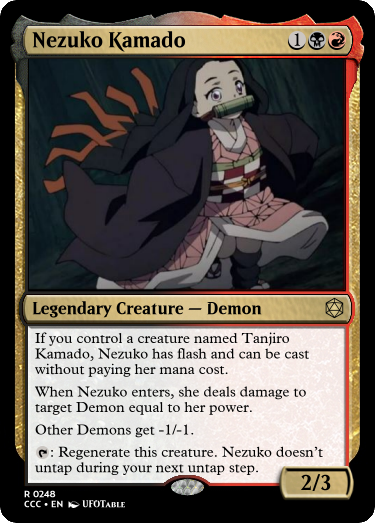 Nezuko Kamado 1
Legendary Creature — Demon
If you control a creature named Tanjiro
Kamado, Nezuko has flash and can be cast
without paying her mana cost.
When Nezuko enters, she deals damage to
target Demon equal to her power.
Other Demons get -1/-1.
: Regenerate this creature. Nezuko doesn't
untap during your next untap step.
2/3
R 0248
CCC • EN UFOTABLE